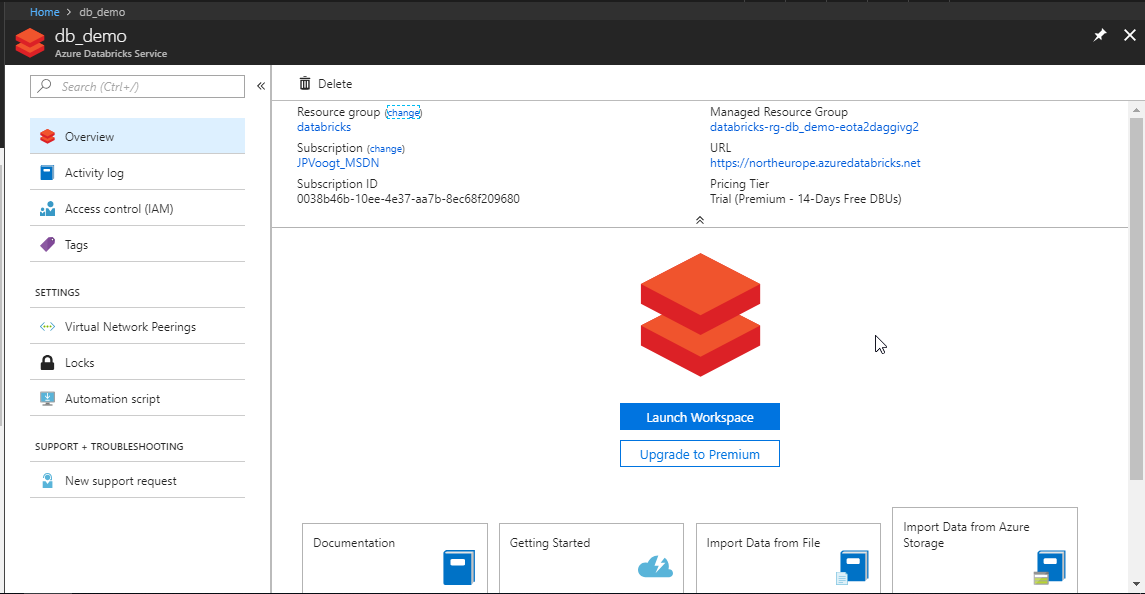 Home > db_demo
db_demo
Azure Databricks Service
Search (Ctrl+/)
«
Overview
Activity log
Access control (IAM)
Tags
SETTINGS
Virtual Network Peerings
Locks
Automation script
SUPPORT + TROUBLESHOOTING
New support request
Delete
Resource group (change)
databricks
Subscription (change)
JPVoogt_MSDN
Subscription ID
0038b46b-10ee-4e37-aa7b-8ec68f209680
Managed Resource Group
databricks-rg-db_demo-eota2daggivg2
URL
https://northeurope.azuredatabricks.net
Pricing Tier
Trial (Premium - 14-Days Free DBUs)
Launch Workspace
Upgrade to Premium
Documentation
Getting Started
Import Data from File
Import Data from Azure
Storage